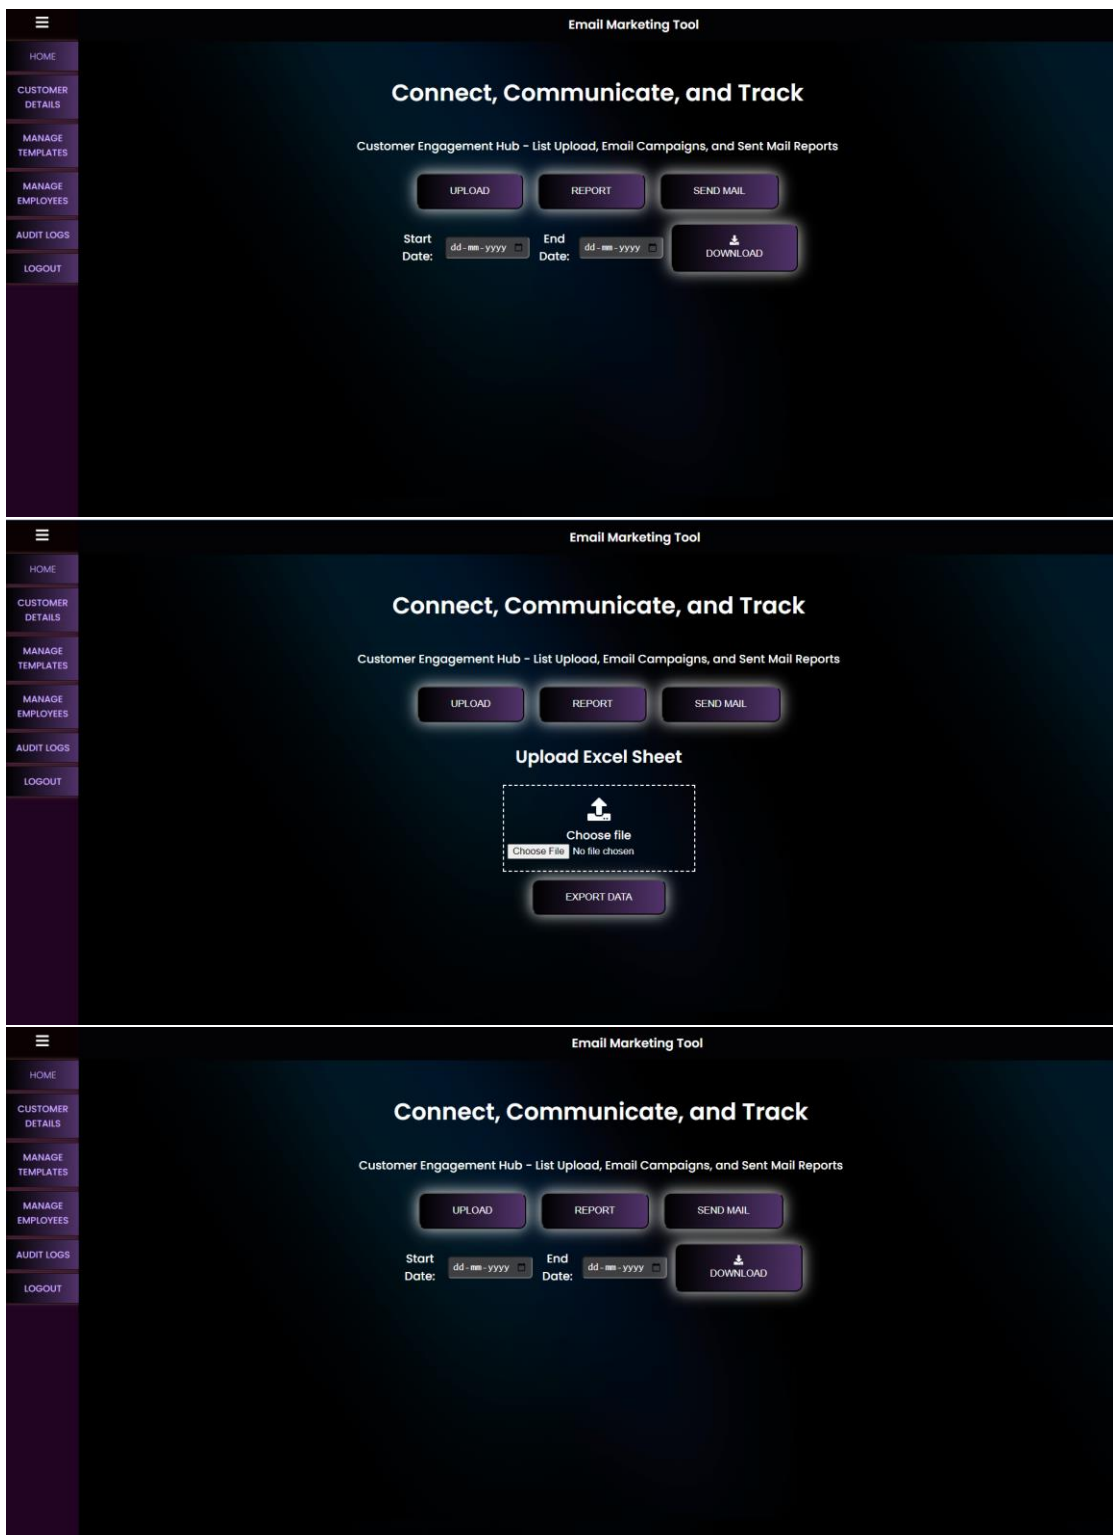 Email Marketing Tool
HOME
CUSTOMER
DETAILS
MANAGE
TEMPLATES
MANAGE
EMPLOYEES
AUDIT LOGS
LOGOUT
Connect, Communicate, and Track
Customer Engagement Hub - List Upload, Email Campaigns, and Sent Mail Reports
UPLOAD REPORT SEND MAIL
Start
Date:
dd-mm-yyyy
End
Date:
dd-mm-yyyy
DOWNLOAD
Email Marketing Tool
HOME
CUSTOMER
DETAILS
MANAGE
TEMPLATES
MANAGE
EMPLOYEES
AUDIT LOGS
LOGOUT
Connect, Communicate, and Track
Customer Engagement Hub - List Upload, Email Campaigns, and Sent Mail Reports
UPLOAD REPORT SEND MAIL
Upload Excel Sheet
Choose file
Choose File No file chosen
EXPORT DATA
Email Marketing Tool
HOME
CUSTOMER
DETAILS
MANAGE
TEMPLATES
MANAGE
EMPLOYEES
AUDIT LOGS
LOGOUT
Connect, Communicate, and Track
Customer Engagement Hub - List Upload, Email Campaigns, and Sent Mail Reports
UPLOAD REPORT SEND MAIL
Start
Date:
dd-mm-yyyy
End
Date:
dd-mm-yyyy
DOWNLOAD